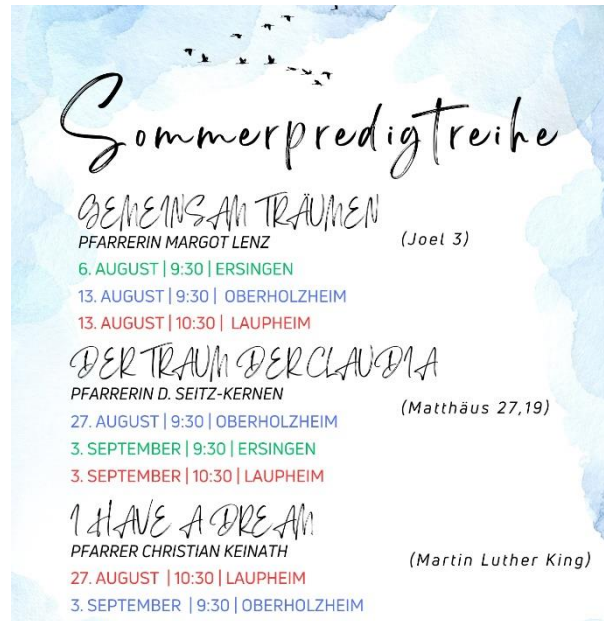 Sommerpredigtreihe
GEMEINSAM TRÄUMEN
PFARRERIN MARGOT LENZ (Joel 3)
6. AUGUST | 9:30 | ERSINGEN
13. AUGUST | 9:30 | OBERHOLZHEIM
13. AUGUST | 10:30 | LAUPHEIM
DER TRAUM DER CLAUDIA
PFARRERIN D. SEITZ-KERNEN (Matthäus 27,19)
27. AUGUST | 9:30 | OBERHOLZHEIM
3. SEPTEMBER | 9:30 | ERSINGEN
3. SEPTEMBER | 10:30 | LAUPHEIM
I HAVE A DREAM
PFARRER CHRISTIAN KEINATH (Martin Luther King)
27. AUGUST | 10:30 | LAUPHEIM
3. SEPTEMBER | 9:30 | OBERHOLZHEIM